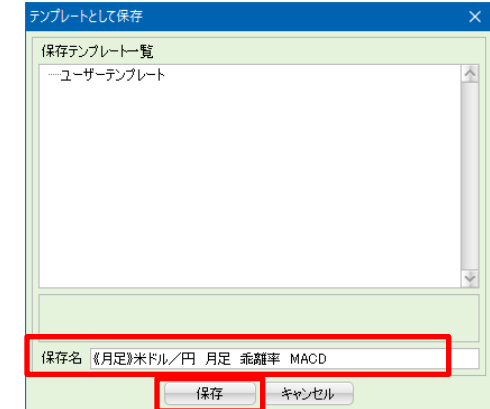 テンプレートとして保存
保存テンプレート一覧
ユーザーテンプレート
保存名 《月足》米ドル／円 月足 乖離率 MACD
保存 キャンセル